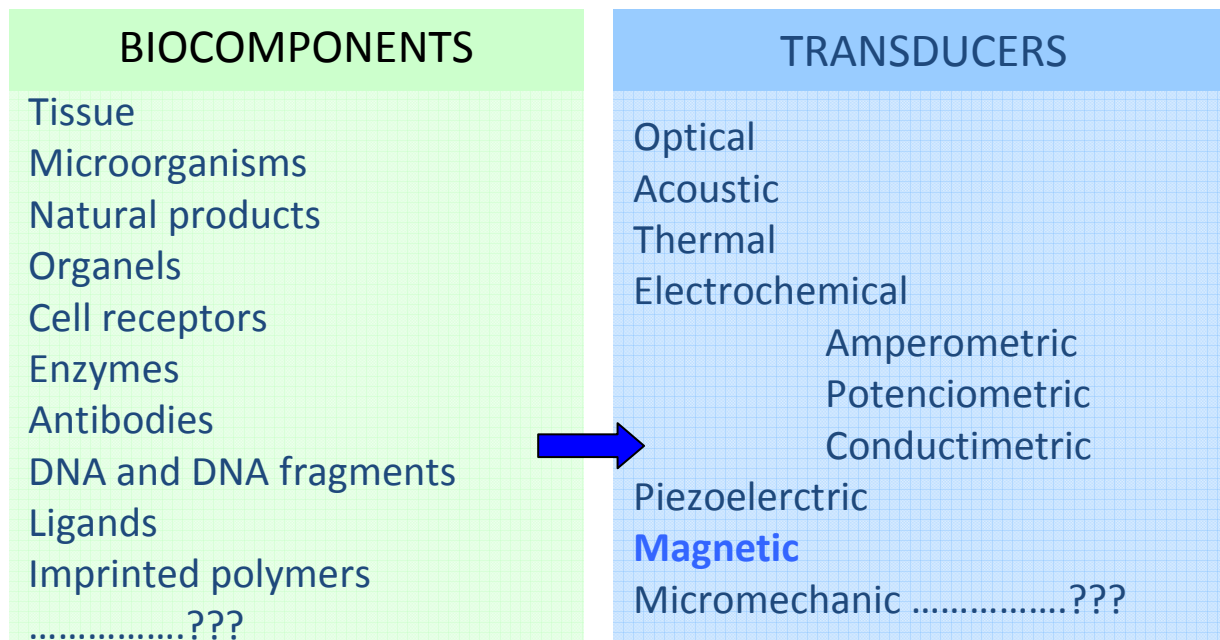 BIOCOMPONENTS
Tissue
Microorganisms
Natural products
Organels
Cell receptors
Enzymes
Antibodies
DNA and DNA fragments
Ligands
Imprinted polymers
…………….???
TRANSDUCERS
Optical
Acoustic
Thermal
Electrochemical
Amperometric
Potenciometric
Conductimetric
Piezoelerctric
Magnetic
Micromechanic …………….???